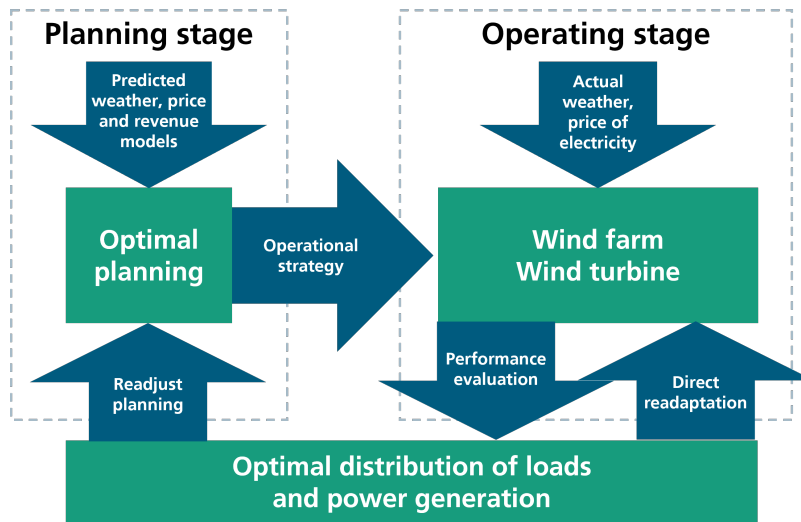 Planning stage
Operating stage
Predicted
weather, price
and revenue
models
Actual
weather,
price of
electricity
Optimal
planning
Operational
strategy
Wind farm
Wind turbine
Readjust
planning
Performance
evaluation
Direct
readaptation
Optimal distribution of loads
and power generation